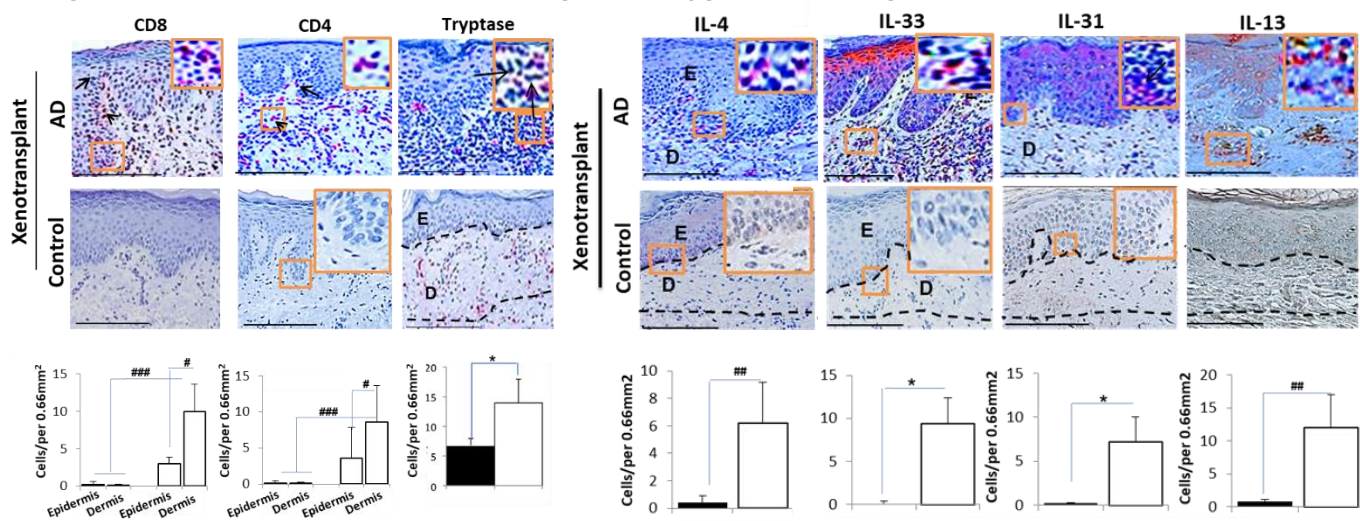 CD8
CD4
Tryptase
IL-4
IL-33
IL-31
IL-13
Xenotransplant
AD
Control
Xenotransplant
AD
Control
E
D
E
D
E
D
E
D
E
D
Cells/per 0.66mm²
15
10
5
0
###
#
Epidermis
Dermis
Epidermis
Dermis
Cells/per 0.66mm²
15
10
5
0
###
#
Epidermis
Dermis
Epidermis
Dermis
Cells/per 0.66mm²
20
15
10
5
0
*
Cells/per 0.66mm2
10
8
6
4
2
0
##
15
10
5
0
*
Cells/per 0.66mm2
15
10
5
0
*
Cells/per 0.66mm2
20
15
10
5
0
##